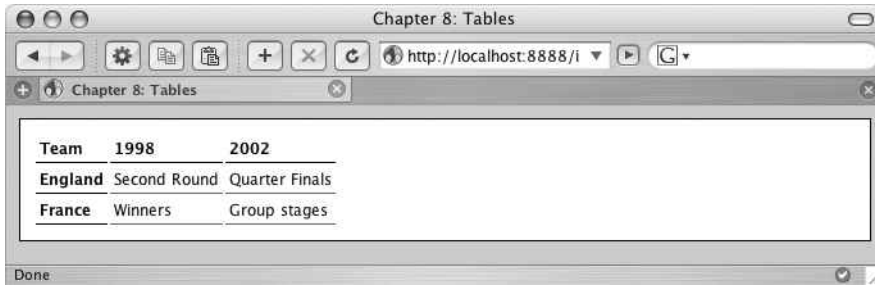 Chapter 8: Tables
http://localhost:8888/i
G
Chapter 8: Tables
Team 1998 2002
England Second Round Quarter Finals
France Winners Group stages
Done